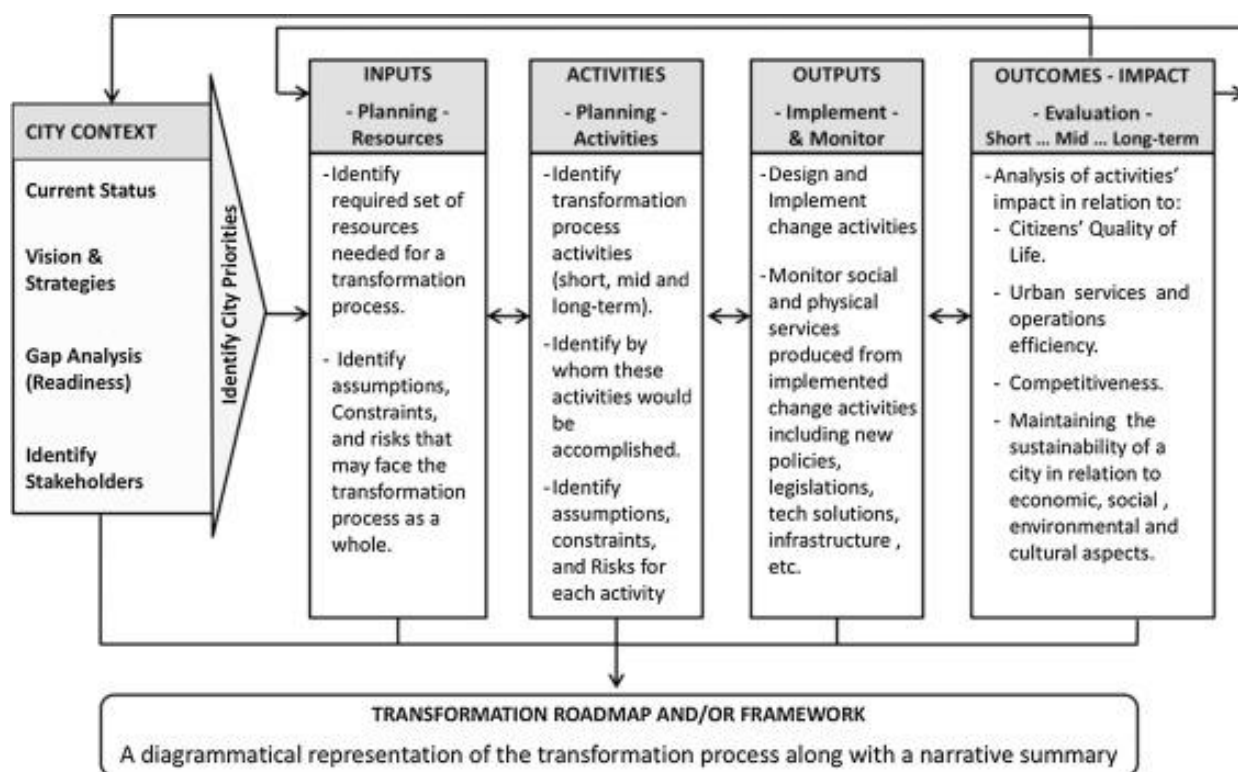 CITY CONTEXT
Current Status
Vision &
Strategies
Gap Analysis
(Readiness)
Identify
Stakeholders
Identify City Priorities
INPUTS
- Planning -
Resources
-Identify
required set of
resources
needed for a
transformation
process.
- Identify
assumptions,
Constraints,
and risks that
may face the
transformation
process as a
whole.
ACTIVITIES
- Planning -
Activities
-Identify
transformation
process
activities
(short, mid and
long-term).
-Identify by
whom these
activities would
be
accomplished.
-Identify
assumptions,
constraints,
and Risks for
each activity
OUTPUTS
- Implement -
& Monitor
-Design and
Implement
change activities
- Monitor social
and physical
services
produced from
implemented
change activities
including new
policies,
legislations,
tech solutions,
infrastructure ,
etc.
OUTCOMES - IMPACT
- Evaluation -
Short ... Mid ... Long-term
-Analysis of activities'
impact in relation to:
- Citizens' Quality of
Life.
- Urban services and
operations
efficiency.
- Competitiveness.
- Maintaining the
sustainability of a
city in relation to
economic, social ,
environmental and
cultural aspects.
TRANSFORMATION ROADMAP AND/OR FRAMEWORK
A diagrammatical representation of the transformation process along with a narrative summary